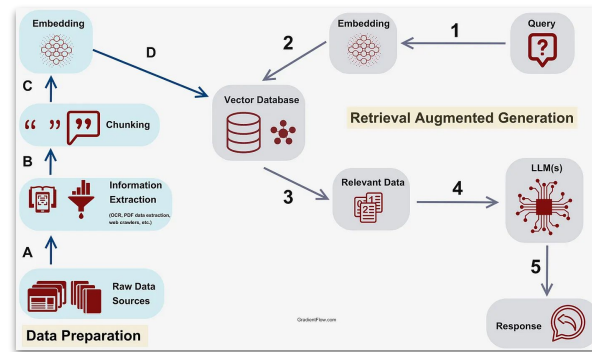 Embedding
D
2
Embedding
1
Query
?
C
Vector Database
Retrieval Augmented Generation
Chunking
B
3
Relevant Data
4
LLM(s)
Information
Extraction
(OCR, PDF data extraction,
web crawlers, etc.)
A
5
Raw Data
Sources
GradientFlow.com
Response
Data Preparation